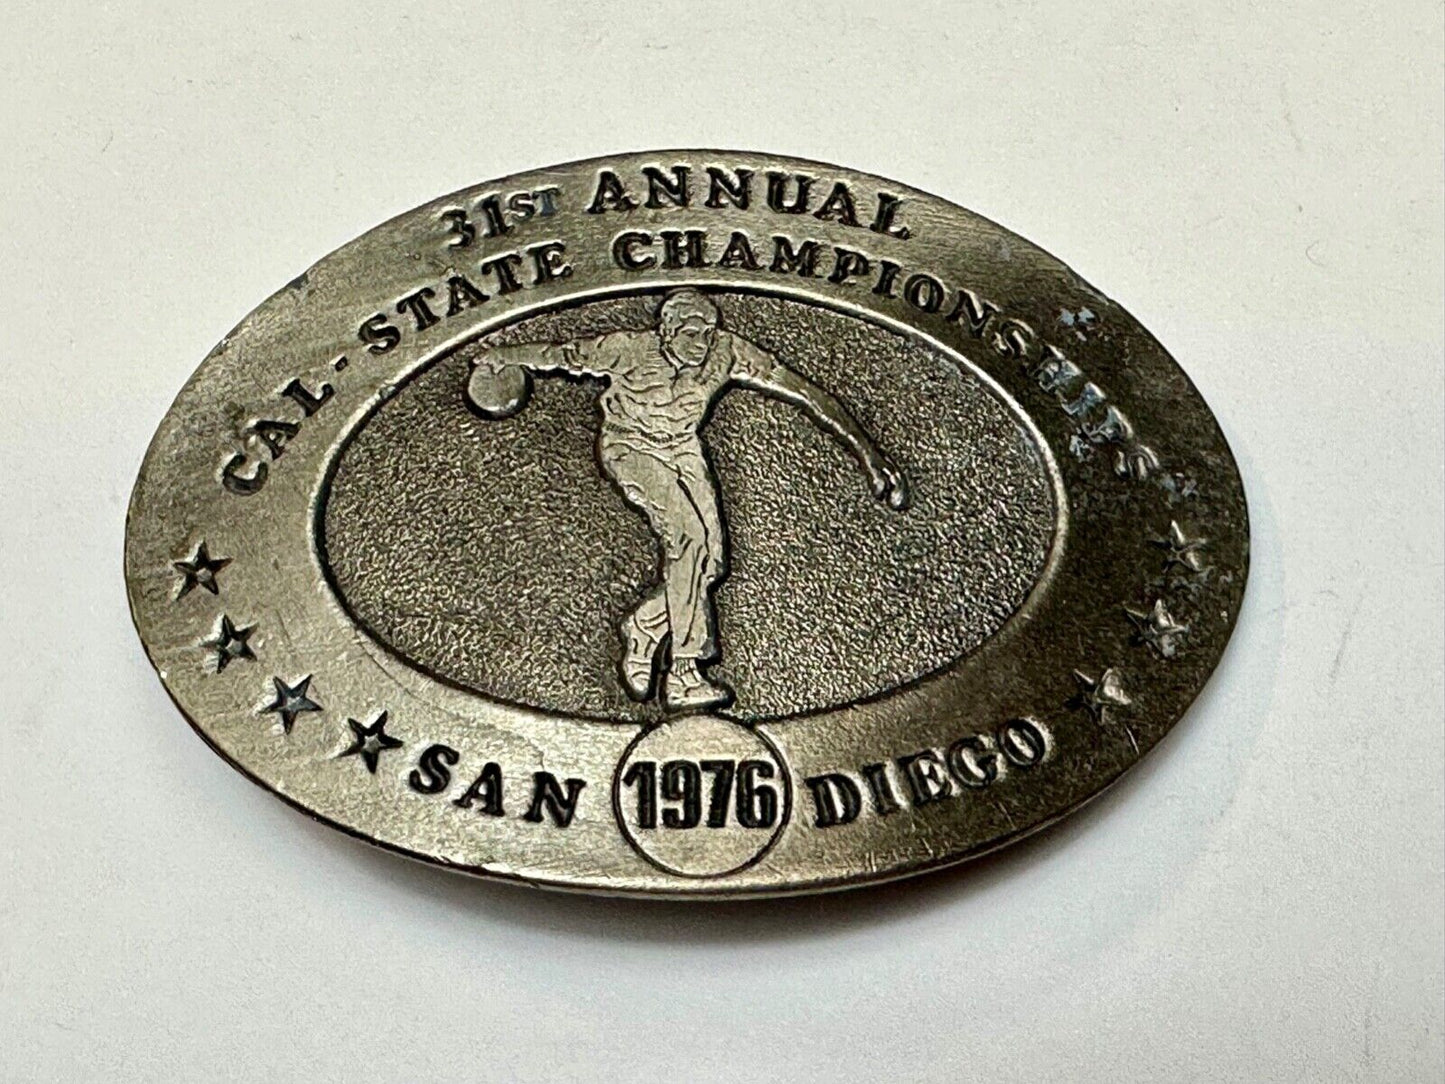 31ST ANNUAL
CAL-STATE CHAMPIONSHIPS
SAN 1976 DIEGO